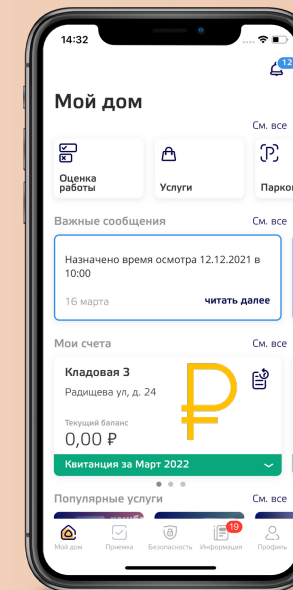 14:32
12
Мой дом
См. все
Оценка
работы
Услуги
Парко
Важные сообщения
См. все
Назначено время осмотра 12.12.2021 в
10:00
16 марта
читать далее
Мои счета
См. все
Кладовая 3
Радищева ул, д. 24
Текущий баланс
0,00 ₽
₽
Квитанция за Март 2022
Популярные услуги
См. все
19
Мой дом
Приемка
Безопасность
Информация
Профиль